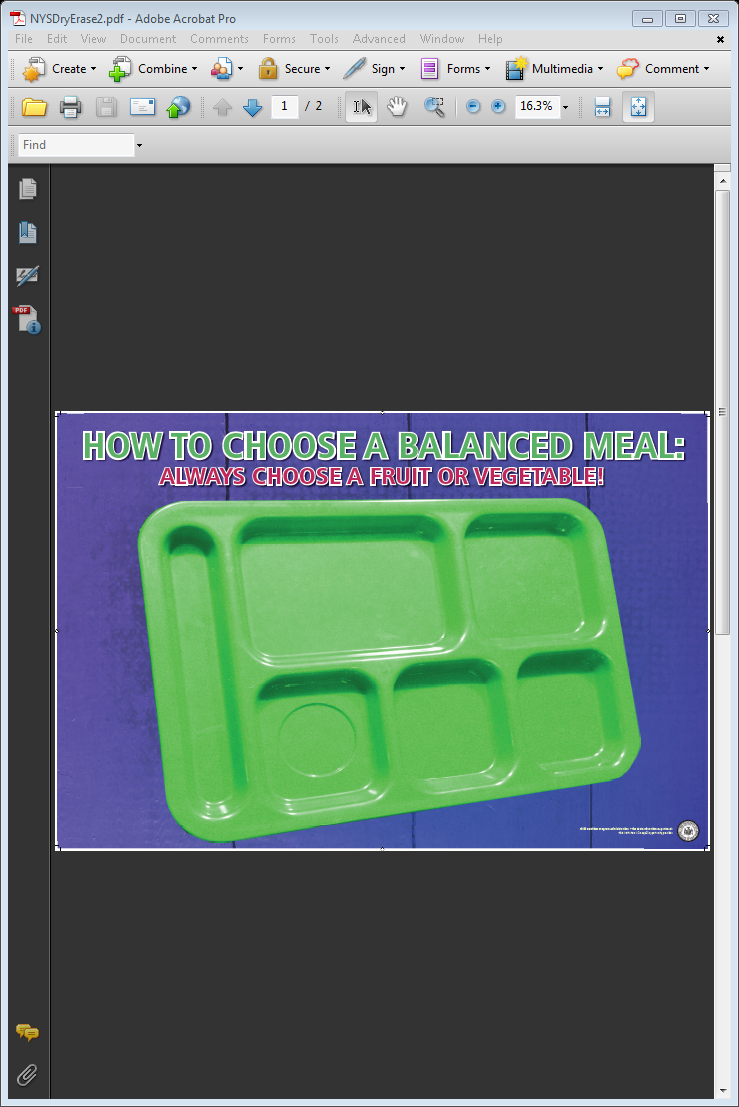 NYSDryErase2.pdf - Adobe Acrobat Pro
File Edit View Document Comments Forms Tools Advanced Window Help
Create Combine Secure Sign Forms Multimedia Comment
1 / 2 16.3%
Find
PDF
HOW TO CHOOSE A BALANCED MEAL:
ALWAYS CHOOSE A FRUIT OR VEGETABLE!